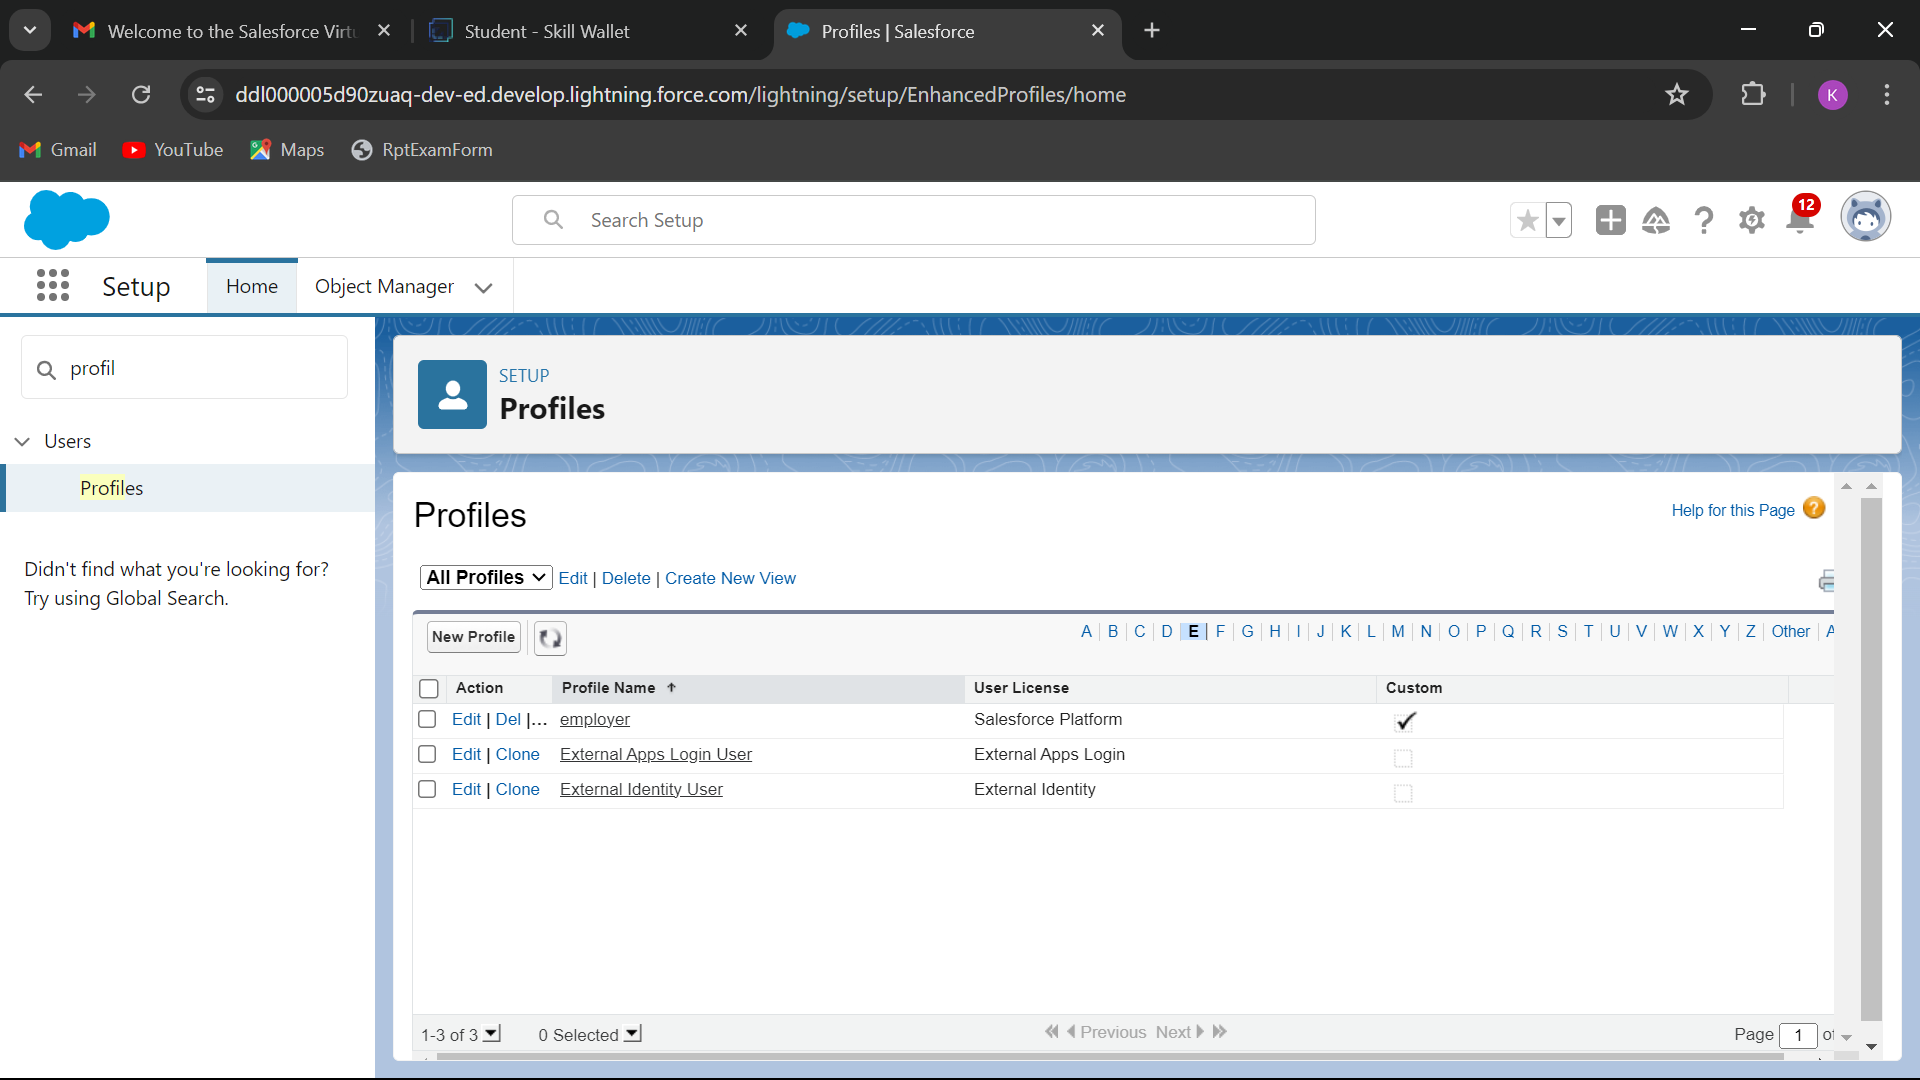 Welcome to the Salesforce Virtu
Student - Skill Wallet
Profiles | Salesforce
ddl000005d90zuaq-dev-ed.develop.lightning.force.com/lightning/setup/EnhancedProfiles/home
K
Gmail
YouTube
Maps
RptExamForm
Search Setup
12
Setup
Home
Object Manager
profil
Users
Profiles
Didn't find what you're looking for?
Try using Global Search.
SETUP
Profiles
Profiles
Help for this Page
All Profiles Edit | Delete | Create New View
New Profile
A | B | C | D | E | F | G | H | I | J | K | L | M | N | O | P | Q | R | S | T | U | V | W | X | Y | Z | Other | A
Action Profile Name User License Custom
Edit | Del |... employer Salesforce Platform
Edit | Clone External Apps Login User External Apps Login
Edit | Clone External Identity User External Identity
1-3 of 3 0 Selected Previous Next Page 1 of